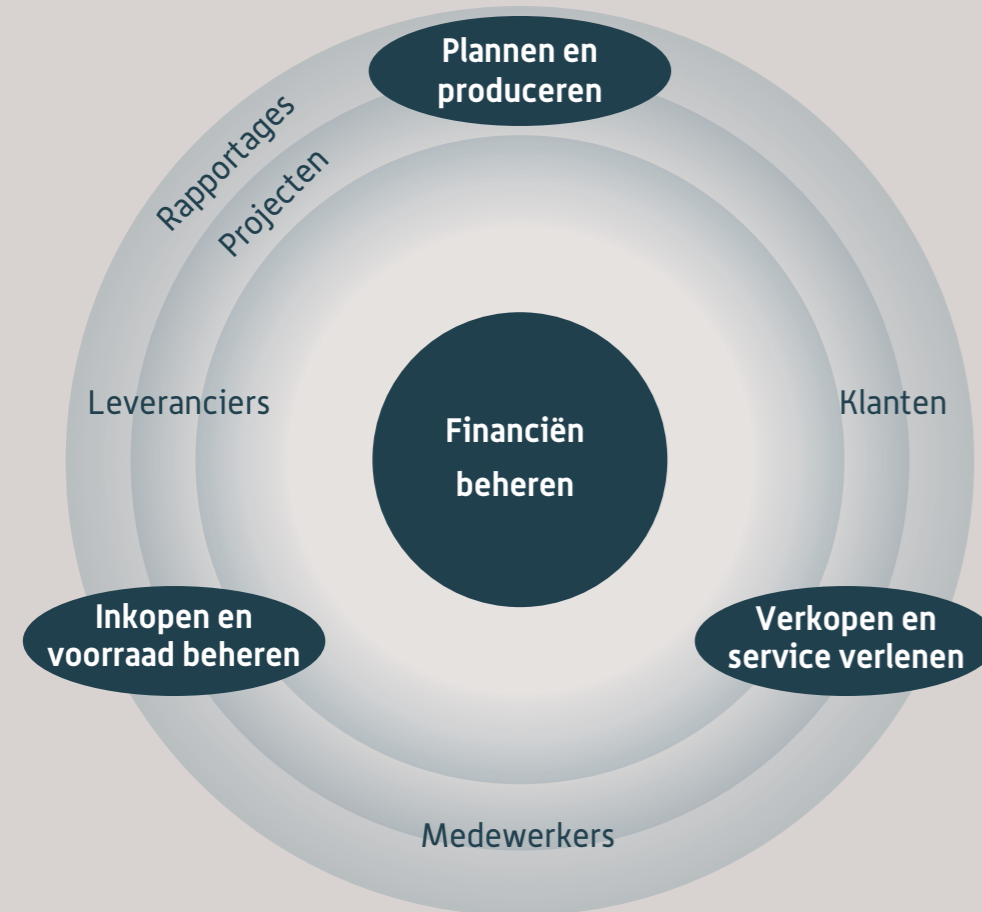 Plannen en
produceren
Rapportages
Projecten
Leveranciers
Klanten
Financiën
beheren
Inkopen en
voorraad beheren
Verkopen en
service verlenen
Medewerkers